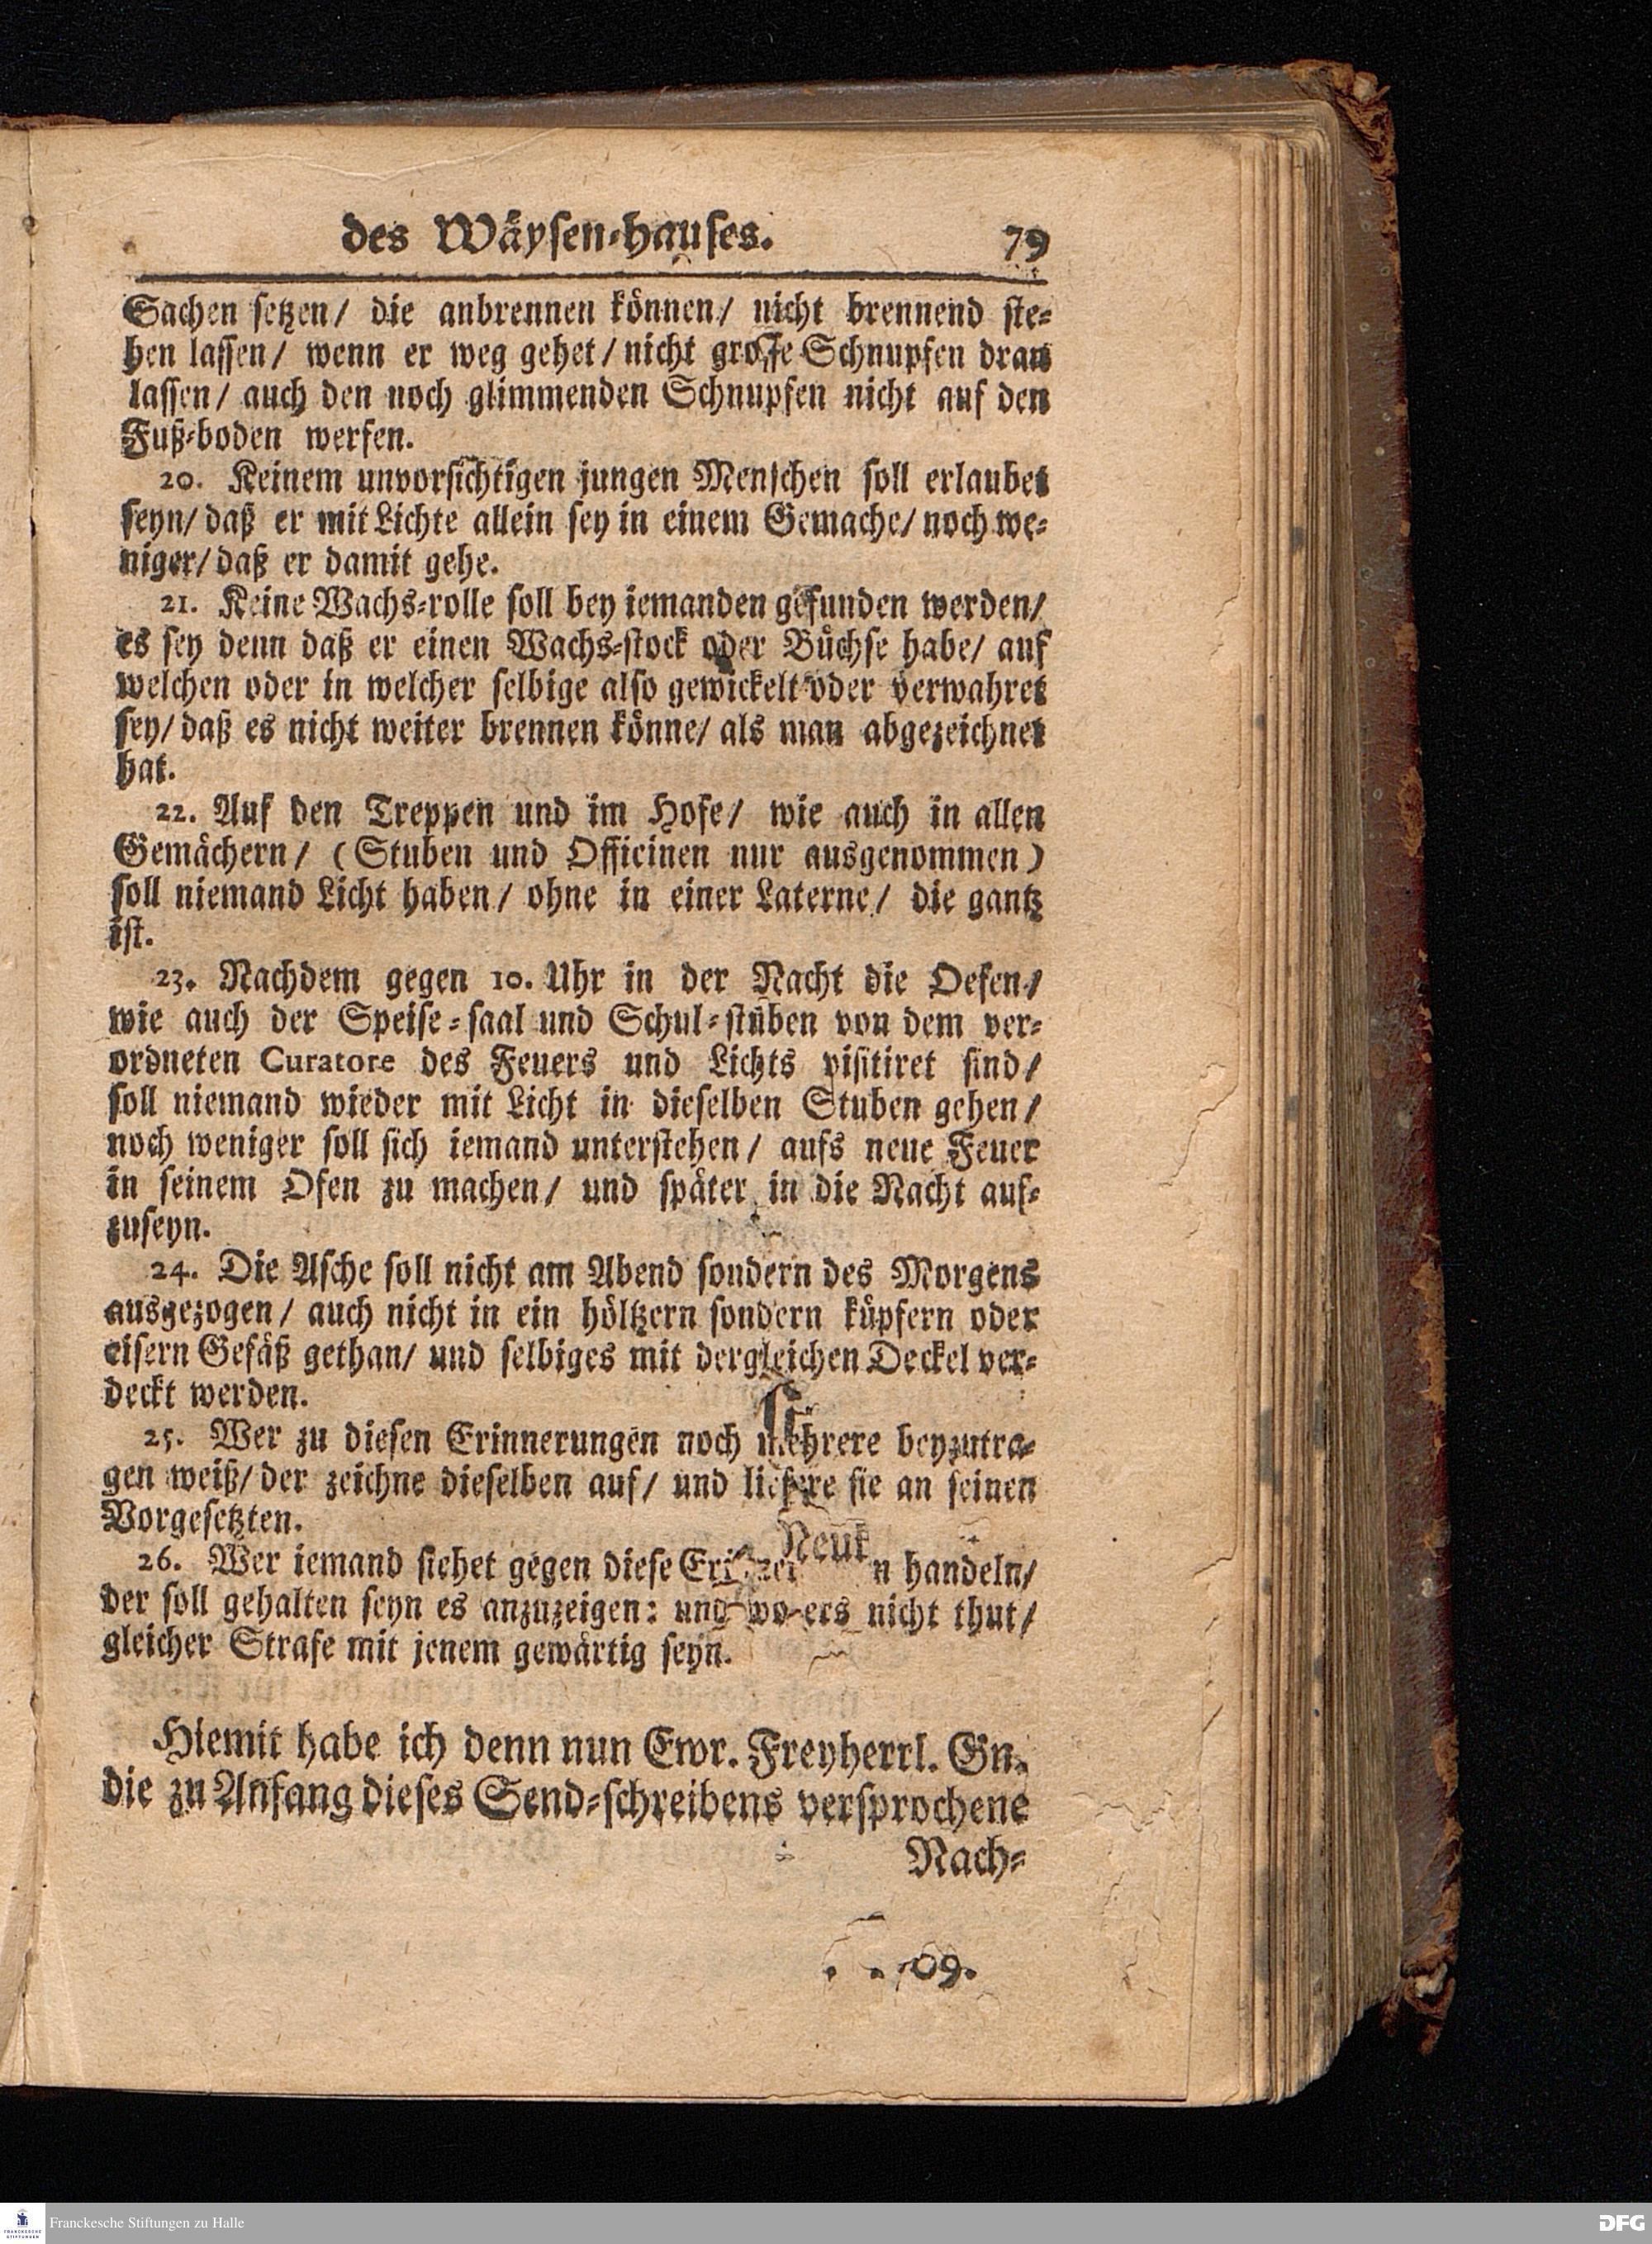 des Wäysen-hauses. 79
Sachen setzen/ die anbrennen können/ nicht brennend ste-
hen lassen/ wenn er weg gehet/ nicht grosse Schnupfen dran
lassen/ auch den noch glimmenden Schnupfen nicht auf den
Fuß-boden werfen.
20. Keinem unvorsichtigen jungen Menschen soll erlaubet
seyn/ daß er mit Lichte allein sey in einem Gemache/ noch we-
niger/ daß er damit gehe.
21. Keine Wachs-rolle soll bey iemanden gefunden werden/
es sey denn daß er einen Wachs-stock oder Büchse habe/ auf
welchen oder in welcher selbige also gewickelt oder verwahret
sey/ daß es nicht weiter brennen könne/ als man abgezeichnet
hat.
22. Auf den Treppen und im Hofe/ wie auch in allen
Gemächern/ (Stuben und Officinen nur ausgenommen)
soll niemand Licht haben/ ohne in einer Laterne/ die gantz
ist.
23. Nachdem gegen 10. Uhr in der Nacht die Oefen/
wie auch der Speise-saal und Schul-stüben von dem ver-
ordneten Curatore des Feuers und Lichts visitiret sind/
soll niemand wieder mit Licht in dieselben Stuben gehen/
noch weniger soll sich iemand unterstehen/ aufs neue Feuer
in seinem Ofen zu machen/ und später in die Nacht auf-
zuseyn.
24. Die Asche soll nicht am Abend sondern des Morgens
ausgezogen/ auch nicht in ein höltzern sondern küpfern oder
eisern Gefäß gethan/ und selbiges mit dergleichen Deckel ver-
deckt werden.
25. Wer zu diesen Erinnerungen noch mehrere beyzutra-
gen weiß/ der zeichne dieselben auf/ und liefere sie an seinen
Vorgesetzten.
26. Wer iemand siehet gegen diese handeln/
der soll gehalten seyn es anzuzeigen: und wo ers nicht thut/
gleicher Strafe mit jenem gewärtig seyn.
Hiemit habe ich denn nun Ewr. Freyherrl. Gn.
die zu Anfang dieses Send-schreibens versprochene
Nach-
Franckesche Stiftungen zu Halle
DFG